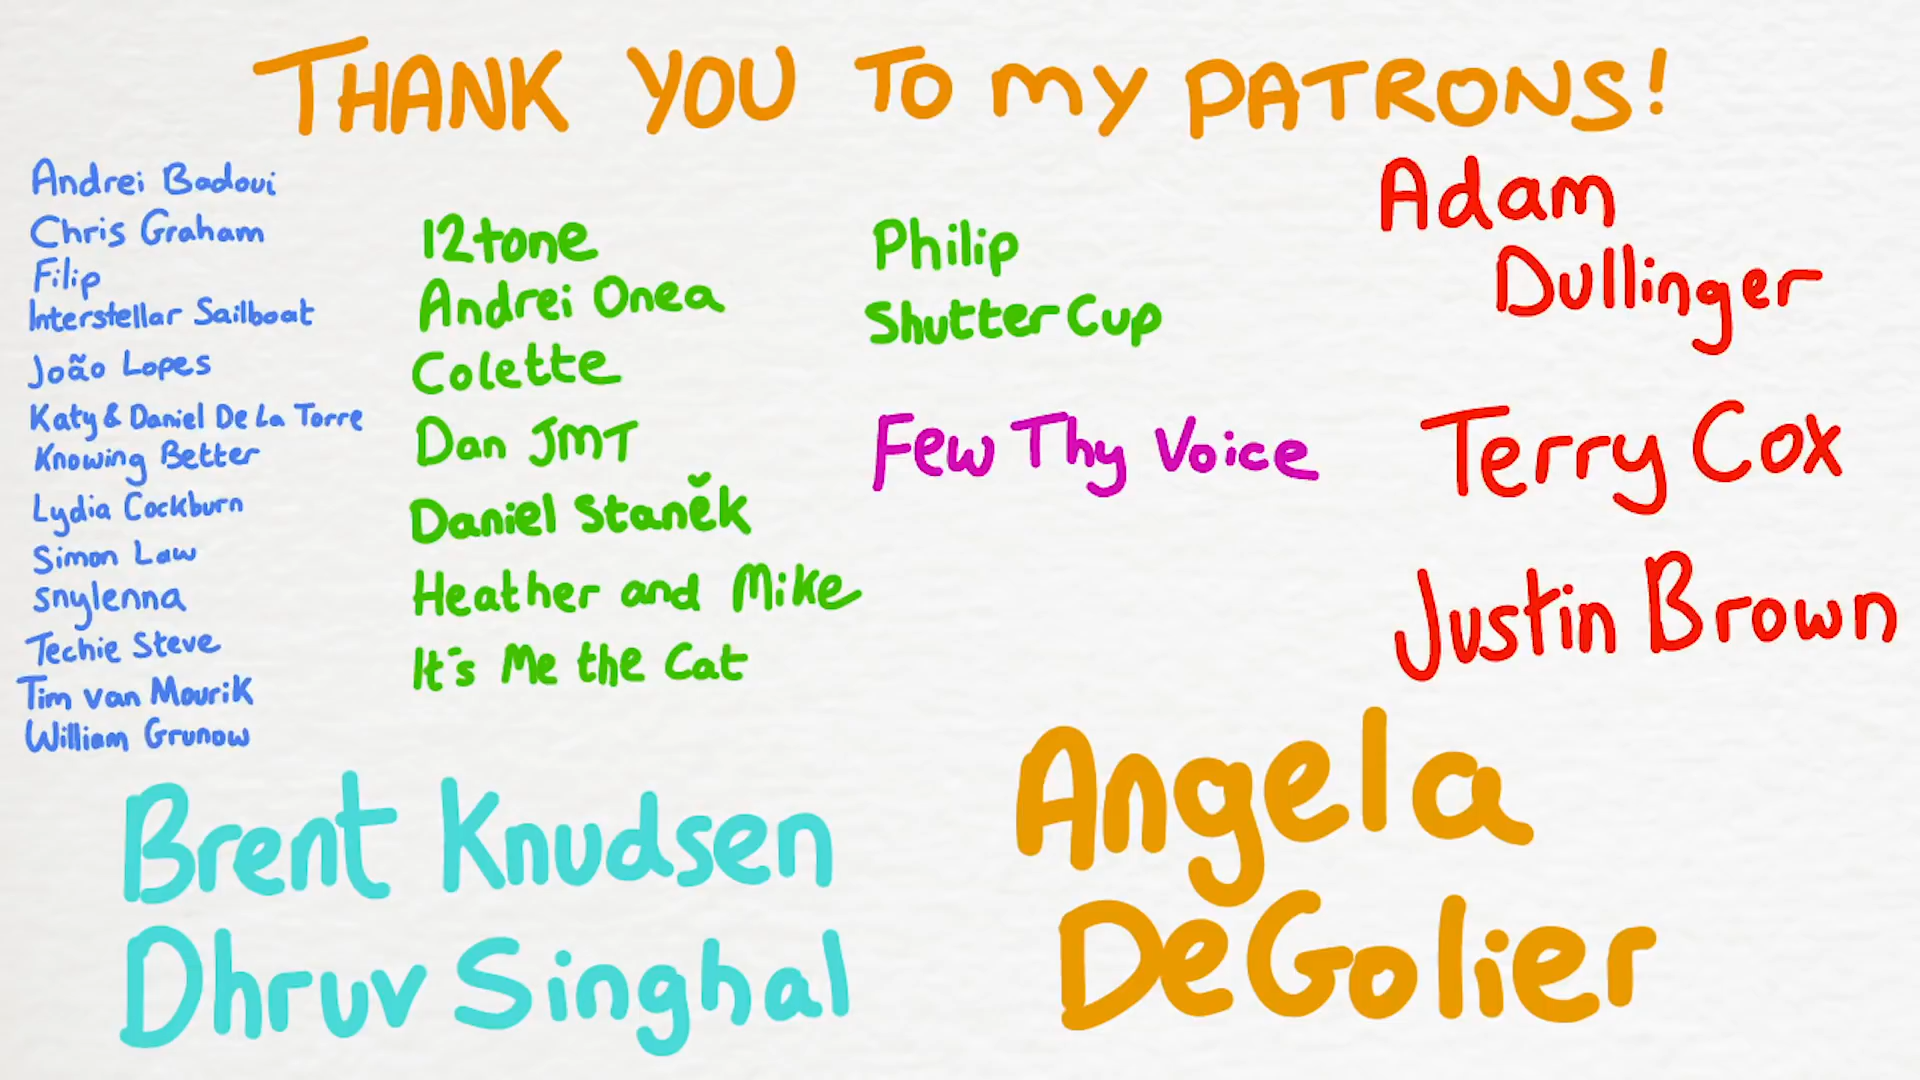 THANK YOU TO MY PATRONS!
Andrei Badoui
Chris Graham
Filip
Interstellar Sailboat
João Lopes
Katy & Daniel De La Torre
Knowing Better
Lydia Cockburn
Simon Law
Snylenna
Techie Steve
Tim van Mourik
William Grunow
12tone
Andrei Onea
Colette
Dan JMT
Daniel Staněk
Heather and Mike
It's Me the Cat
Philip
Shutter Cup
Few Thy Voice
Adam
Dullinger
Terry Cox
Justin Brown
Brent Knudsen
Dhruv Singhal
Angela
DeGolier